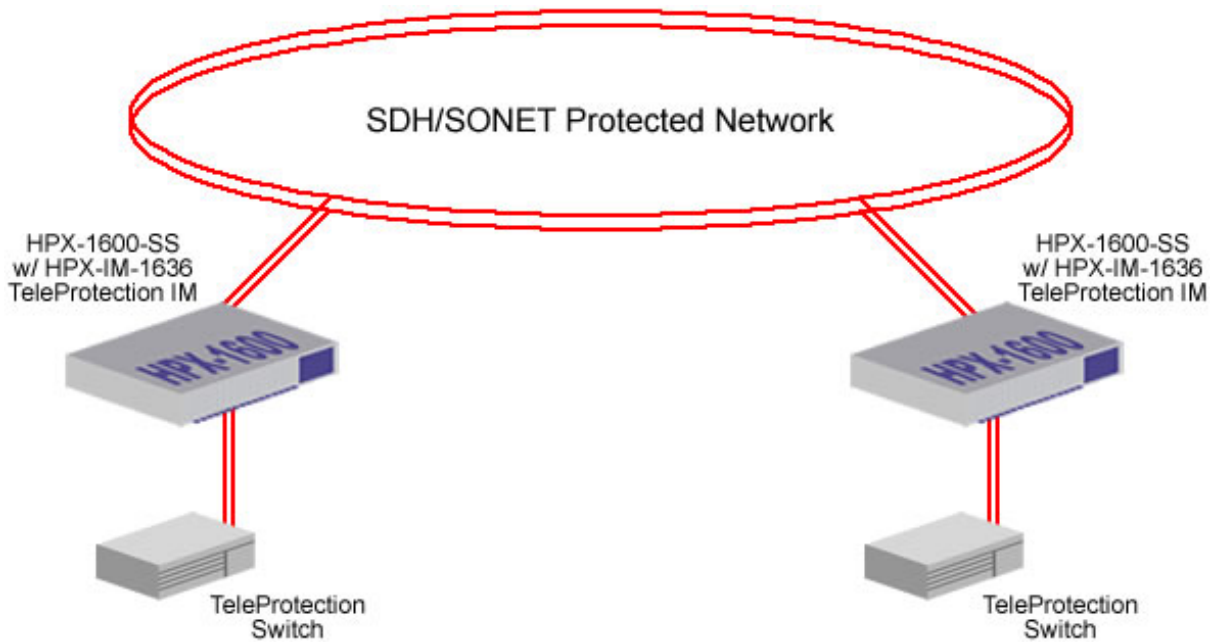 SDH/SONET Protected Network
HPX-1600-SS
w/ HPX-IM-1636
TeleProtection IM
HPX-1600-SS
w/ HPX-IM-1636
TeleProtection IM
HPX-1600
HPX-1600
TeleProtection
Switch
TeleProtection
Switch